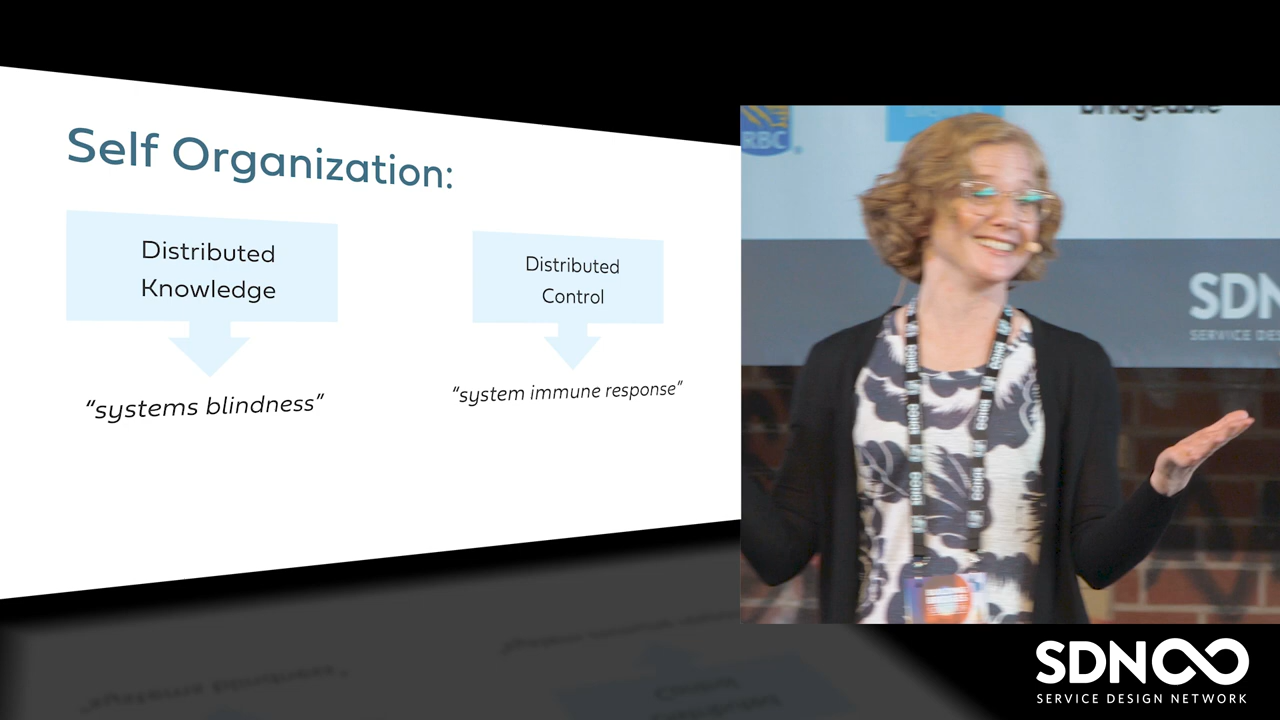 Self Organization:
Distributed
Knowledge
Distributed
Control
“systems blindness”
“system immune response”
RBC
bridgeable
SDN
SERVICE DES
SDN
SERVICE DESIGN NETWORK